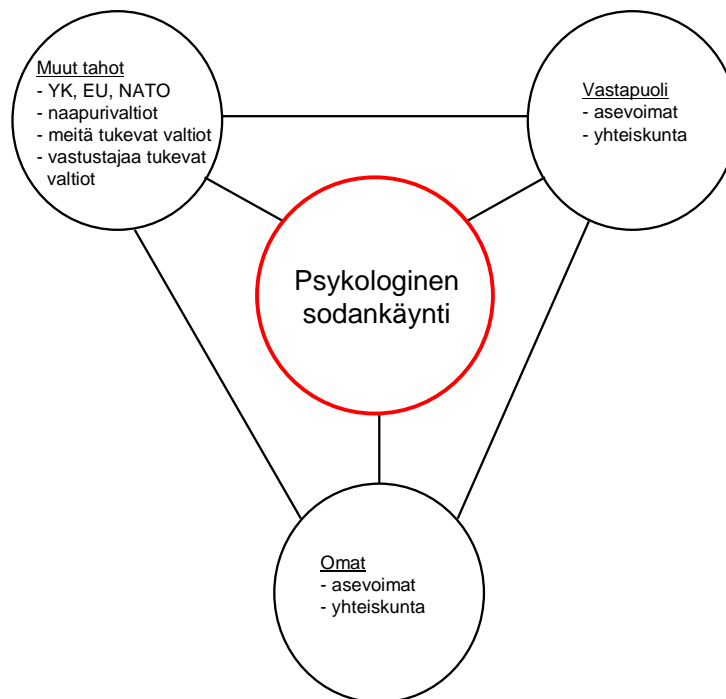 Muut tahot
- YK, EU, NATO
- naapurivaltiot
- meitä tukevat valtiot
- vastustajaa tukevat
valtiot
Vastapuoli
- asevoimat
- yhteiskunta
Psykologinen
sodankäynti
Omat
- asevoimat
- yhteiskunta